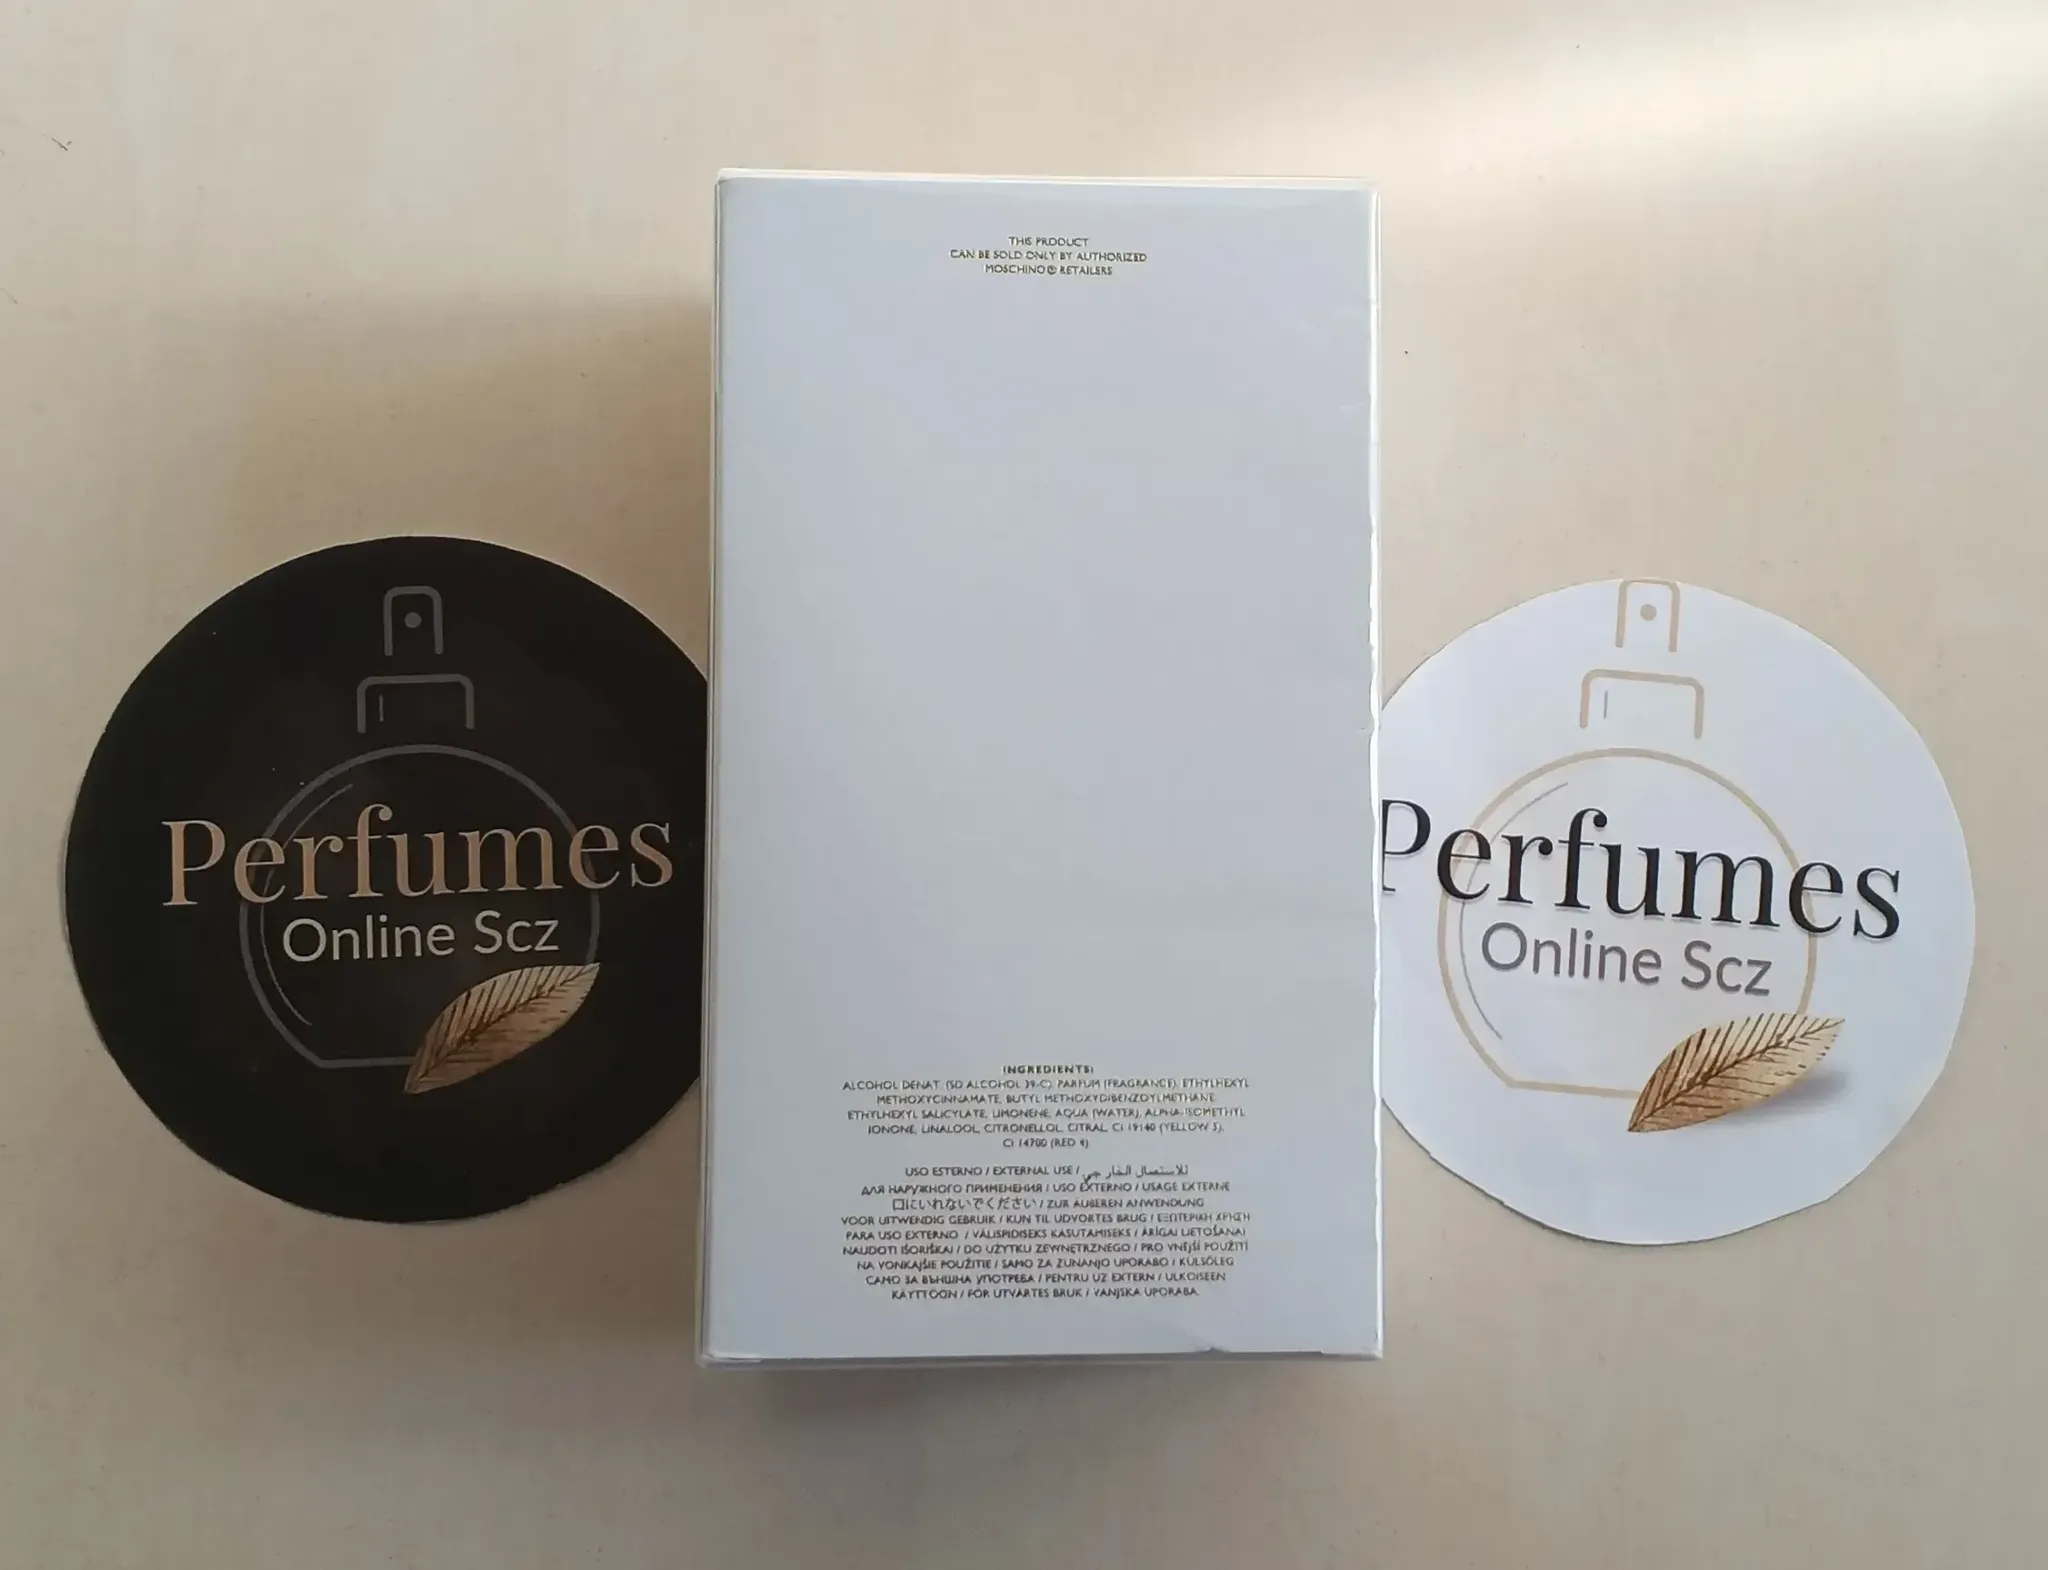 THIS PRODUCT
CAN BE SOLD ONLY BY AUTHORIZED
MOSCHINO® RETAILERS
Perfumes
Online Scz
Perfumes
Online Scz
INGREDIENTS:
ALCOHOL DENAT. (SD ALCOHOL 39-C), PARFUM (FRAGRANCE), ETHYLHEXYL
METHOXYCINNAMATE, BUTYL METHOXYDIBENZOYLMETHANE,
ETHYLHEXYL SALICYLATE, LIMONENE, AQUA (WATER), ALPHA-ISOMETHYL
IONONE, LINALOOL, CITRONELLOL, CITRAL, CI 19140 (YELLOW 5),
CI 14700 (RED 4)
USO ESTERNO / EXTERNAL USE / للاستعمال الخارجي
ДЛЯ НАРУЖНОГО ПРИМЕНЕНИЯ / USO EXTERNO / USAGE EXTERNE
口にいれないでください / ZUR ÄUßEREN ANWENDUNG
VOOR UITWENDIG GEBRUIK / KUN TIL UDVORTES BRUG / ΕΞΩΤΕΡΙΚΗ ΧΡΗΣΗ
PARA USO EXTERNO / VÄLISPIDISEKS KASUTAMISEKS / ĀRĪGAI LIETOŠANAI
NAUDOTI IŠORIŠKAI / DO UŻYTKU ZEWNĘTRZNEGO / PRO VNĚJŠÍ POUŽITÍ
NA VONKAJŠIE POUŽITIE / SAMO ZA ZUNANJO UPORABO / KÜLSŐLEG
САМО ЗА ВЪНШНА УПОТРЕБА / PENTRU UZ EXTERN / ULKOISEEN
KÄYTTÖÖN / FÖR UTVÄRTES BRUK / VANJSKA UPORABA